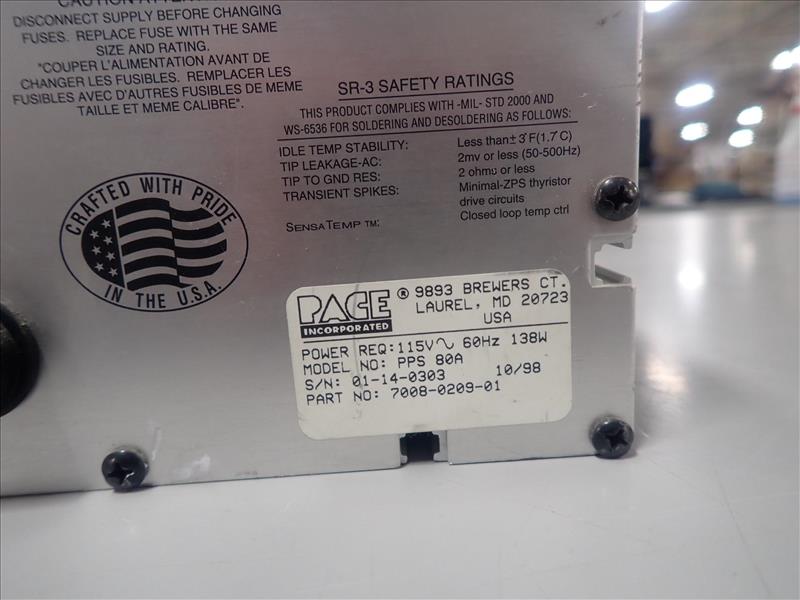 CAUTION ATTENTION
DISCONNECT SUPPLY BEFORE CHANGING
FUSES. REPLACE FUSE WITH THE SAME
SIZE AND RATING.
"COUPER L'ALIMENTATION AVANT DE
CHANGER LES FUSIBLES. REMPLACER LES
FUSIBLES AVEC D'AUTRES FUSIBLES DE MEME
TAILLE ET MEME CALIBRE".
SR-3 SAFETY RATINGS
THIS PRODUCT COMPLIES WITH -MIL- STD 2000 AND
WS-6536 FOR SOLDERING AND DESOLDERING AS FOLLOWS:
IDLE TEMP STABILITY: Less than ± 3°F(1.7°C)
TIP LEAKAGE-AC: 2mv or less (50-500Hz)
TIP TO GND RES: 2 ohms or less
TRANSIENT SPIKES: Minimal-ZPS thyristor
drive circuits
SENSATEMP TM: Closed loop temp ctrl
CRAFTED WITH PRIDE
IN THE U.S.A.
PACE ® 9893 BREWERS CT.
INCORPORATED LAUREL, MD 20723
USA
POWER REQ: 115V∿ 60Hz 138W
MODEL NO: PPS 80A
S/N: 01-14-0303 10/98
PART NO: 7008-0209-01